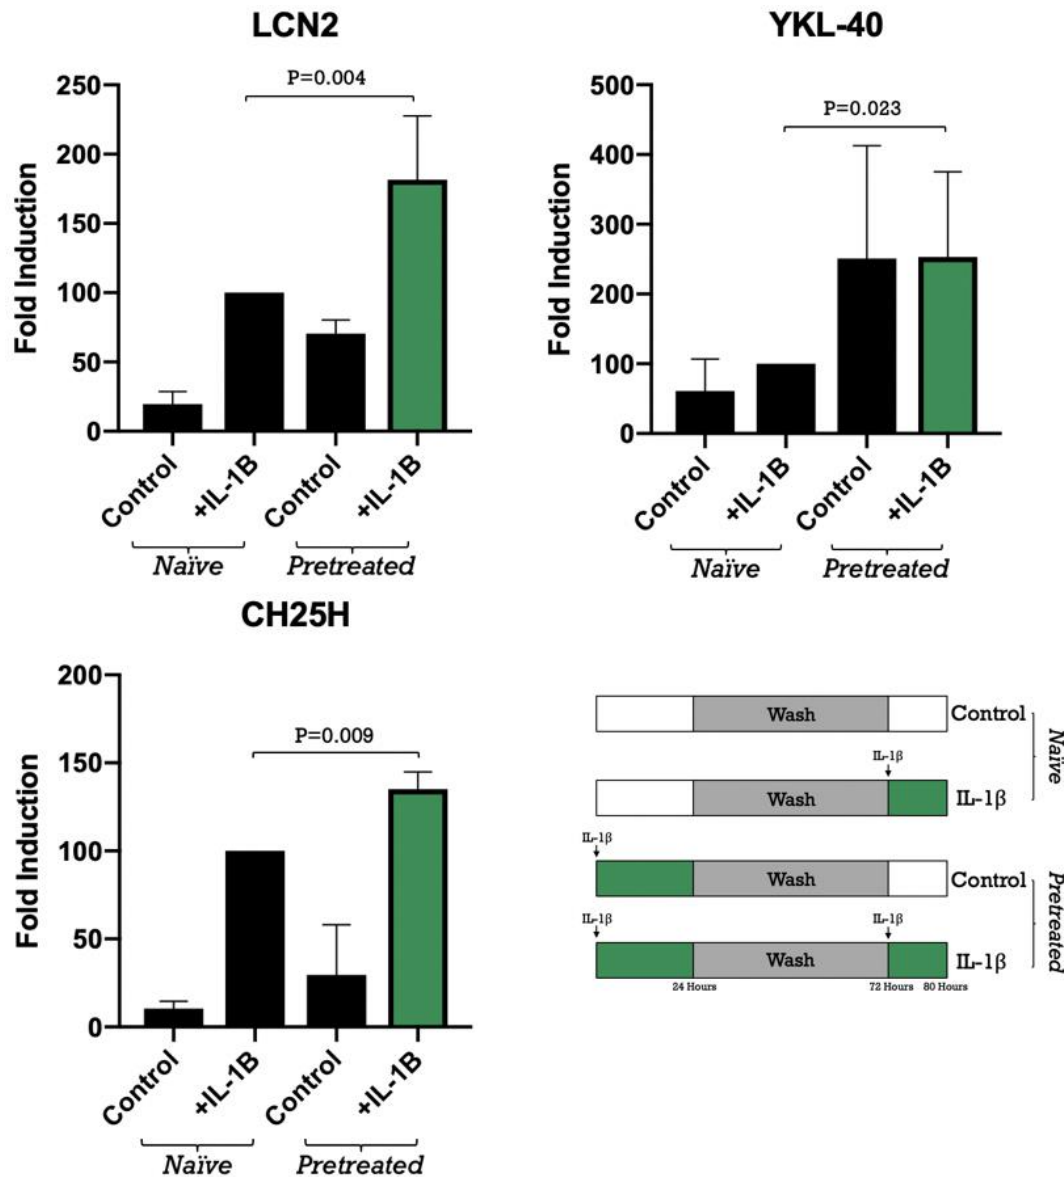 LCN2
Fold Induction
250
200
150
100
50
0
P=0.004
Control
+IL-1B
Control
+IL-1B
Naïve
Pretreated
YKL-40
Fold Induction
500
400
300
200
100
0
P=0.023
Control
+IL-1B
Control
+IL-1B
Naïve
Pretreated
CH25H
Fold Induction
200
150
100
50
0
P=0.009
Control
+IL-1B
Control
+IL-1B
Naïve
Pretreated
Wash
Control
IL-1β
Wash
IL-1β
Naïve
IL-1β
Wash
Control
IL-1β
IL-1β
Wash
IL-1β
Pretreated
24 Hours
72 Hours
80 Hours